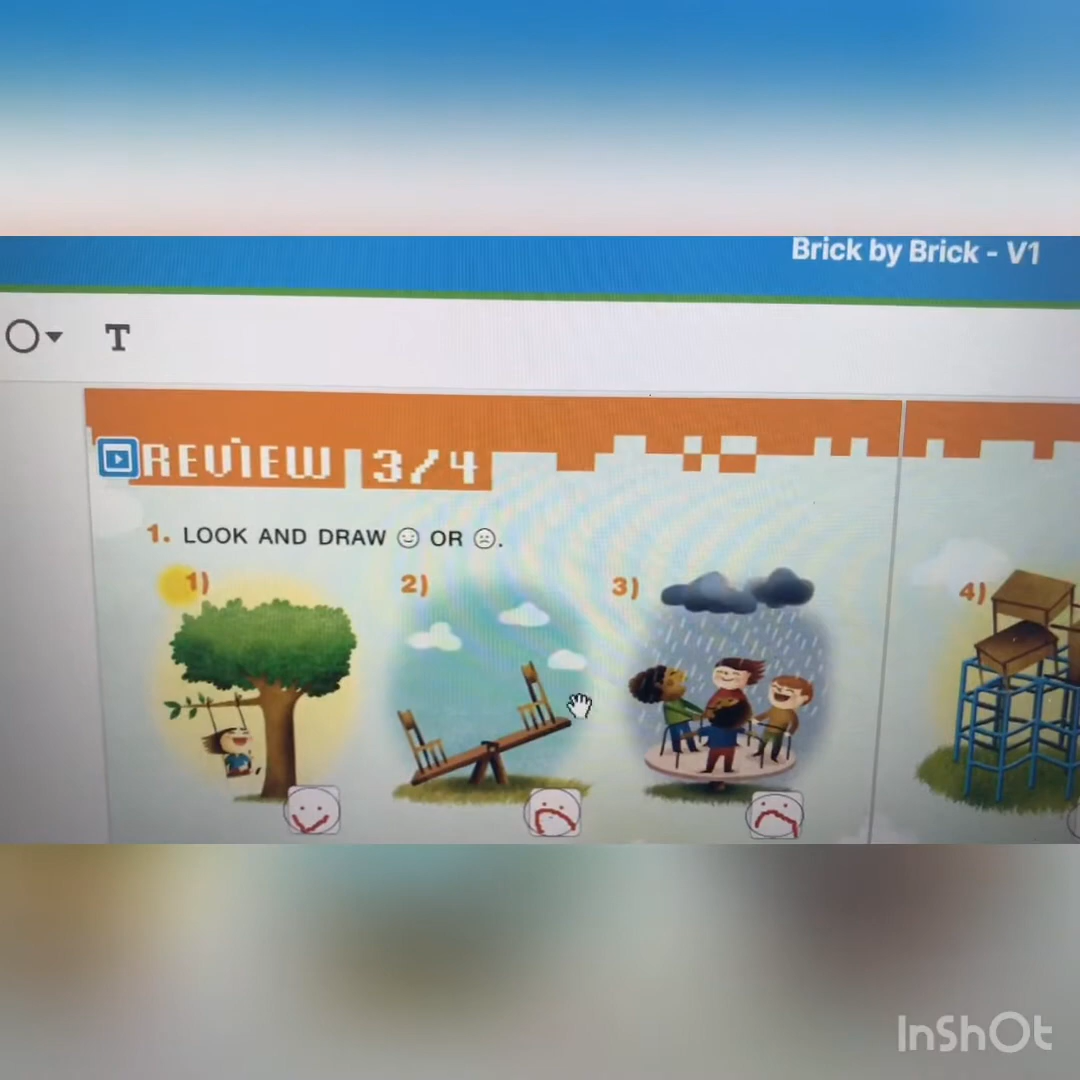 Brick by Brick - V1
T
REVIEW 3/4
1. LOOK AND DRAW ☺ OR ☹.
1)
2)
3)
4)
InShOt